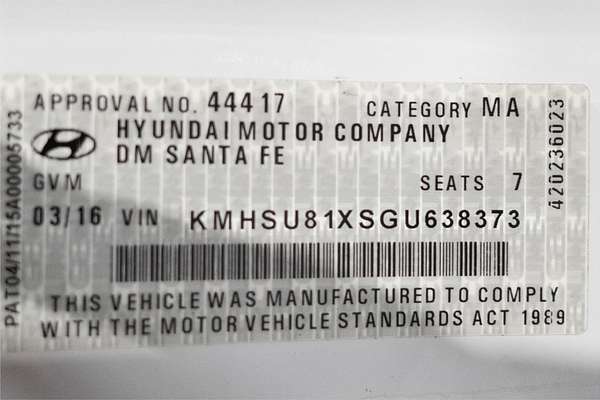 APPROVAL NO. 44417 CATEGORY MA
HYUNDAI MOTOR COMPANY
DM SANTA FE
GVM SEATS 7
03/16 VIN KMHSU81XSGU638373
THIS VEHICLE WAS MANUFACTURED TO COMPLY
WITH THE MOTOR VEHICLE STANDARDS ACT 1989
PAT04/11/15A00005733
420236023